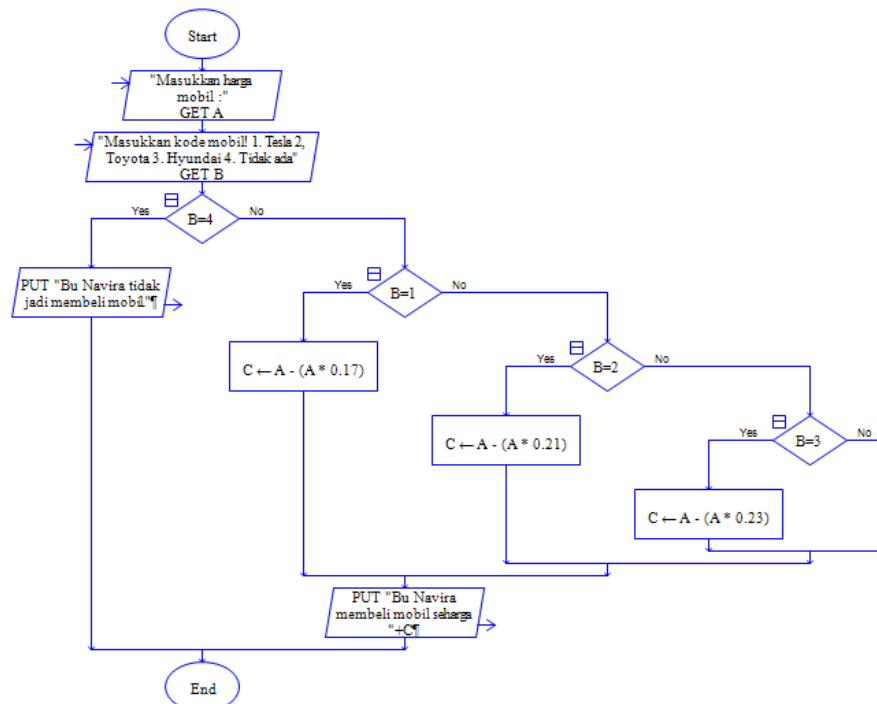 Start
"Masukkan harga
mobil :"
GET A
"Masukkan kode mobil! 1. Tesla 2,
Toyota 3. Hyundai 4. Tidak ada"
GET B
Yes
B=4
No
PUT "Bu Navira tidak
jadi membeli mobil."¶
Yes
B=1
No
C ← A - (A * 0.17)
Yes
B=2
No
C ← A - (A * 0.21)
Yes
B=3
No
C ← A - (A * 0.23)
PUT "Bu Navira
membeli mobil seharga
"+C¶
End